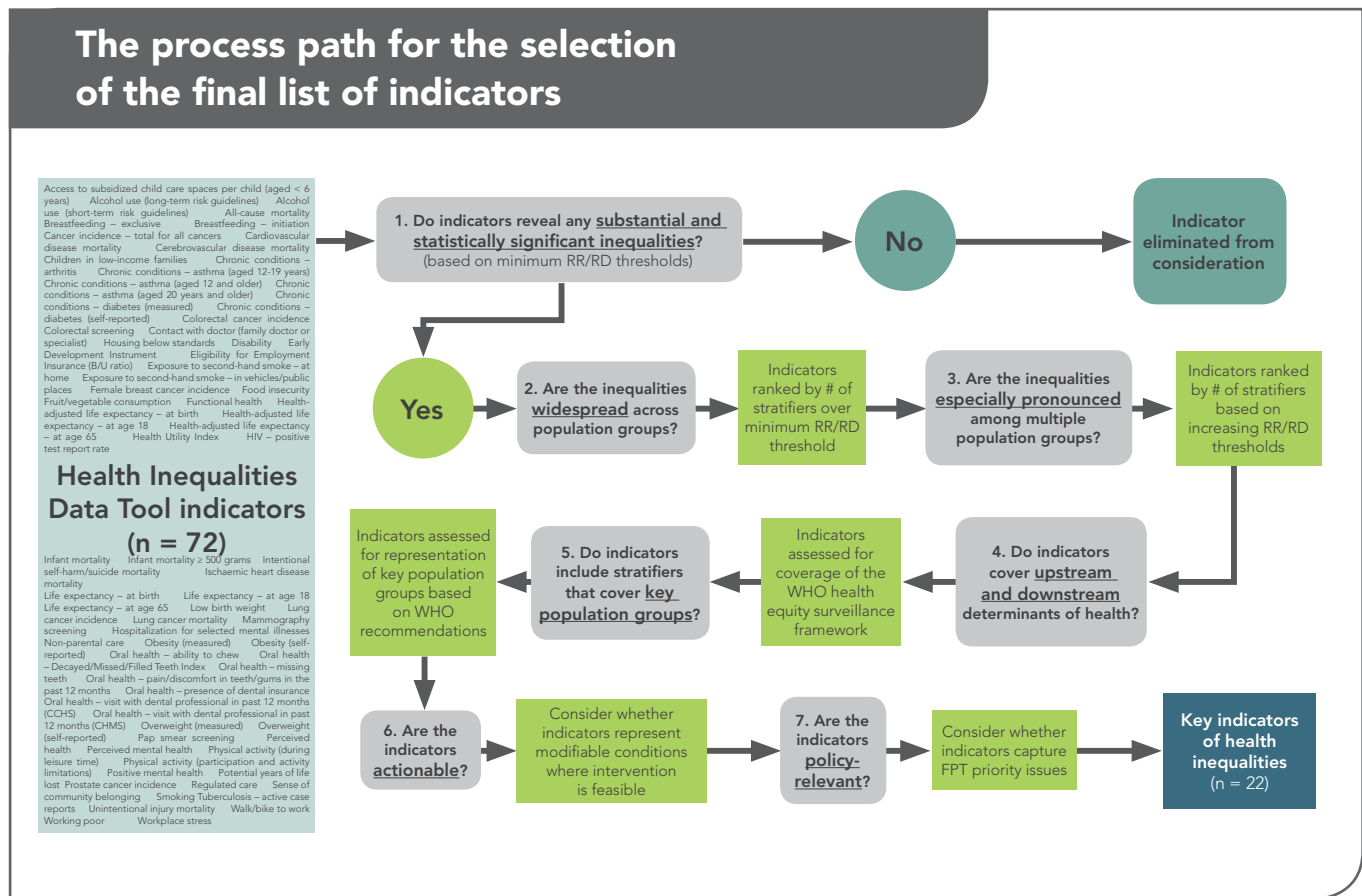 The process path for the selection
of the final list of indicators
Access to subsidized child care spaces per child (aged < 6
years) Alcohol use (long-term risk guidelines) Alcohol
use (short-term risk guidelines) All-cause mortality
Breastfeeding – exclusive Breastfeeding – initiation
Cancer incidence – total for all cancers Cardiovascular
disease mortality Cerebrovascular disease mortality
Children in low-income families Chronic conditions –
arthritis Chronic conditions – asthma (aged 12-19 years)
Chronic conditions – asthma (aged 12 and older) Chronic
conditions – asthma (aged 20 years and older) Chronic
conditions – diabetes (measured) Chronic conditions –
diabetes (self-reported) Colorectal cancer incidence
Colorectal screening Contact with doctor (family doctor or
specialist) Housing below standards Disability Early
Development Instrument Eligibility for Employment
Insurance (B/U ratio) Exposure to second-hand smoke – at
home Exposure to second-hand smoke – in vehicles/public
places Female breast cancer incidence Food insecurity
Fruit/vegetable consumption Functional health Health-
adjusted life expectancy – at birth Health-adjusted life
expectancy – at age 18 Health-adjusted life expectancy
– at age 65 Health Utility Index HIV – positive
test report rate
Health Inequalities
Data Tool indicators
(n = 72)
Infant mortality Infant mortality ≥ 500 grams Intentional
self-harm/suicide mortality Ischaemic heart disease
mortality
Life expectancy – at birth Life expectancy – at age 18
Life expectancy – at age 65 Low birth weight Lung
cancer incidence Lung cancer mortality Mammography
screening Hospitalization for selected mental illnesses
Non-parental care Obesity (measured) Obesity (self-
reported) Oral health – ability to chew Oral health
– Decayed/Missed/Filled Teeth Index Oral health – missing
teeth Oral health – pain/discomfort in teeth/gums in the
past 12 months Oral health – presence of dental insurance
Oral health – visit with dental professional in past 12 months
(CCHS) Oral health – visit with dental professional in past
12 months (CHMS) Overweight (measured) Overweight
(self-reported) Pap smear screening Perceived
health Perceived mental health Physical activity (during
leisure time) Physical activity (participation and activity
limitations) Positive mental health Potential years of life
lost Prostate cancer incidence Regulated care Sense of
community belonging Smoking Tuberculosis – active case
reports Unintentional injury mortality Walk/bike to work
Working poor Workplace stress
1. Do indicators reveal any substantial and
statistically significant inequalities?
(based on minimum RR/RD thresholds)
No
Indicator
eliminated from
consideration
Yes
2. Are the inequalities
widespread across
population groups?
Indicators
ranked by # of
stratifiers over
minimum RR/RD
threshold
3. Are the inequalities
especially pronounced
among multiple
population groups?
Indicators ranked
by # of stratifiers
based on
increasing RR/RD
thresholds
4. Do indicators
cover upstream
and downstream
determinants of health?
Indicators
assessed for
coverage of the
WHO health
equity surveillance
framework
5. Do indicators
include stratifiers
that cover key
population groups?
Indicators assessed
for representation
of key population
groups based
on WHO
recommendations
6. Are the
indicators
actionable?
Consider whether
indicators represent
modifiable conditions
where intervention
is feasible
7. Are the
indicators
policy-
relevant?
Consider whether
indicators capture
FPT priority issues
Key indicators
of health
inequalities
(n = 22)